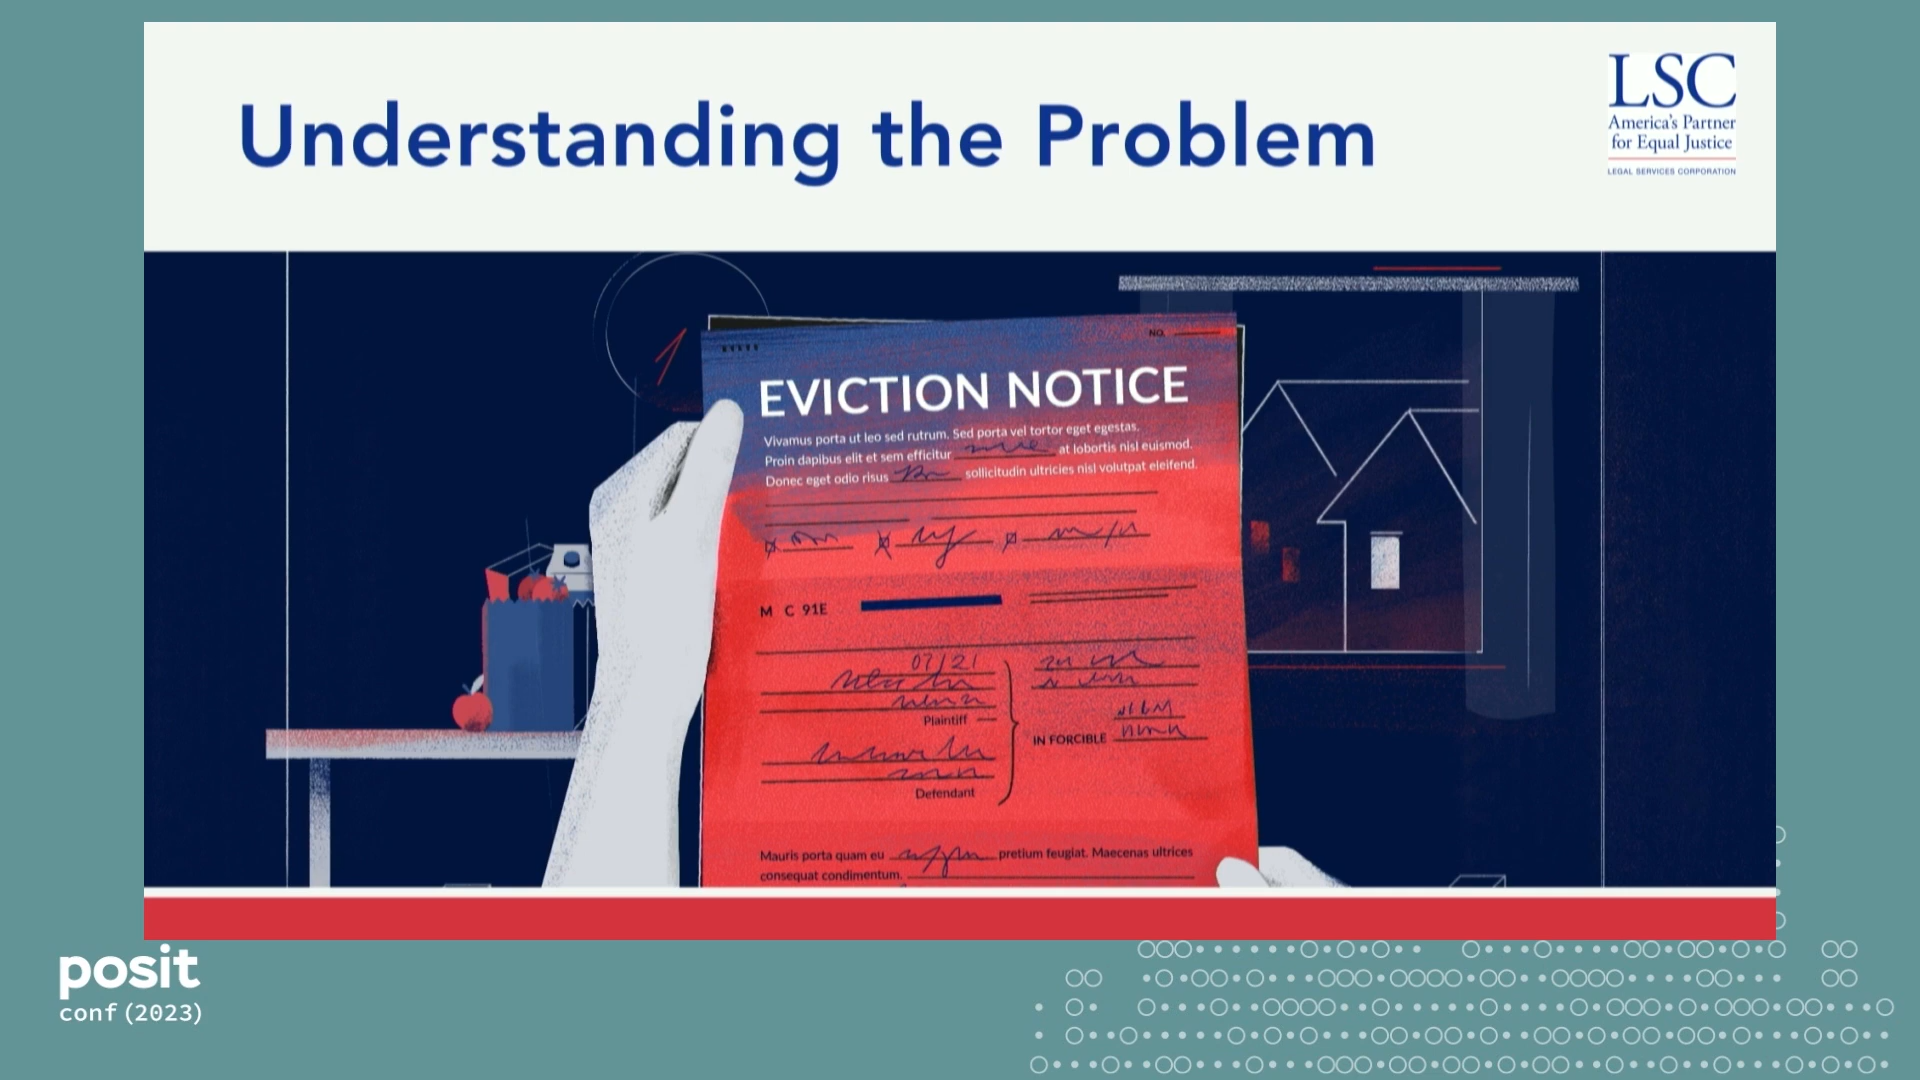 Understanding the Problem
LSC
America's Partner
for Equal Justice
LEGAL SERVICES CORPORATION
NO.
EVICTION NOTICE
Vivamus porta ut leo sed rutrum. Sed porta vel tortor eget egestas.
Proin dapibus elit et sem efficitur at lobortis nisl euismod.
Donec eget odio risus sollicitudin ultricies nisl volutpat eleifend.
M C 91E
07/21
Plaintiff
IN FORCIBLE
Defendant
Mauris porta quam eu pretium feugiat. Maecenas ultrices
consequat condimentum.
posit
conf(2023)